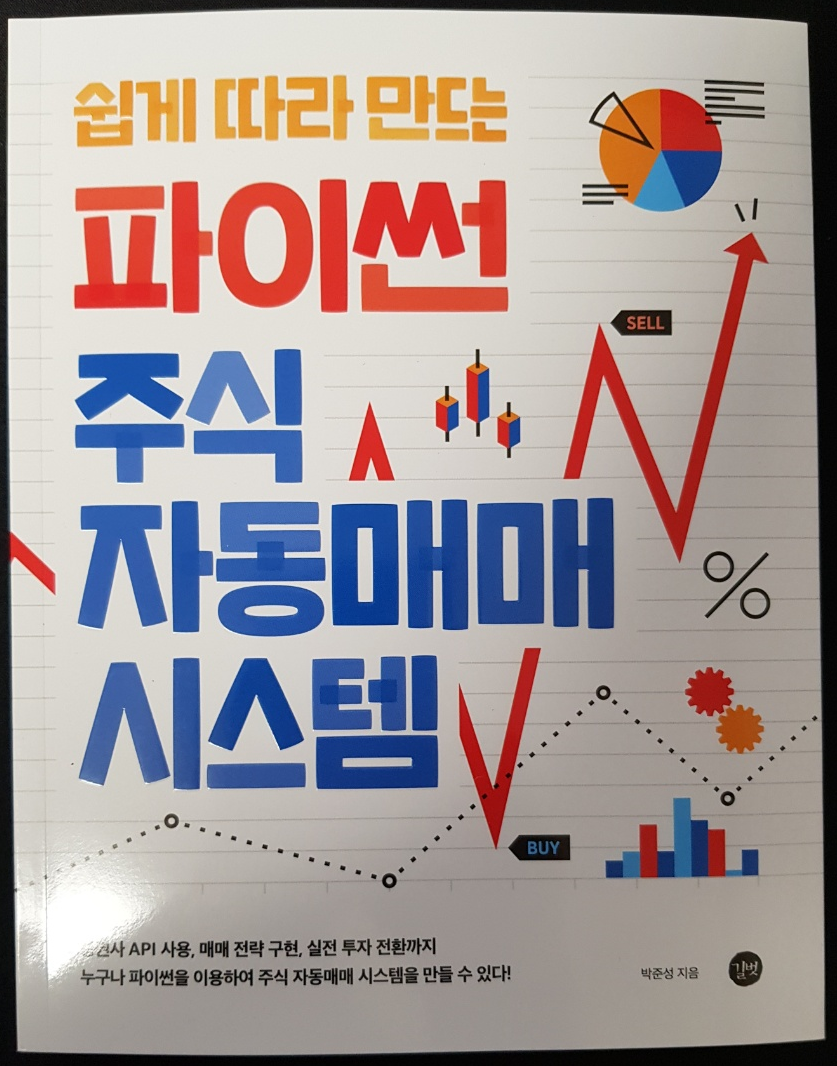 쉽게 따라 만드는
파이썬
주식
자동매매
시스템
SELL
%
BUY
증권사 API 사용, 매매 전략 구현, 실전 투자 전환까지
누구나 파이썬을 이용하여 주식 자동매매 시스템을 만들 수 있다!
박준성 지음
길벗